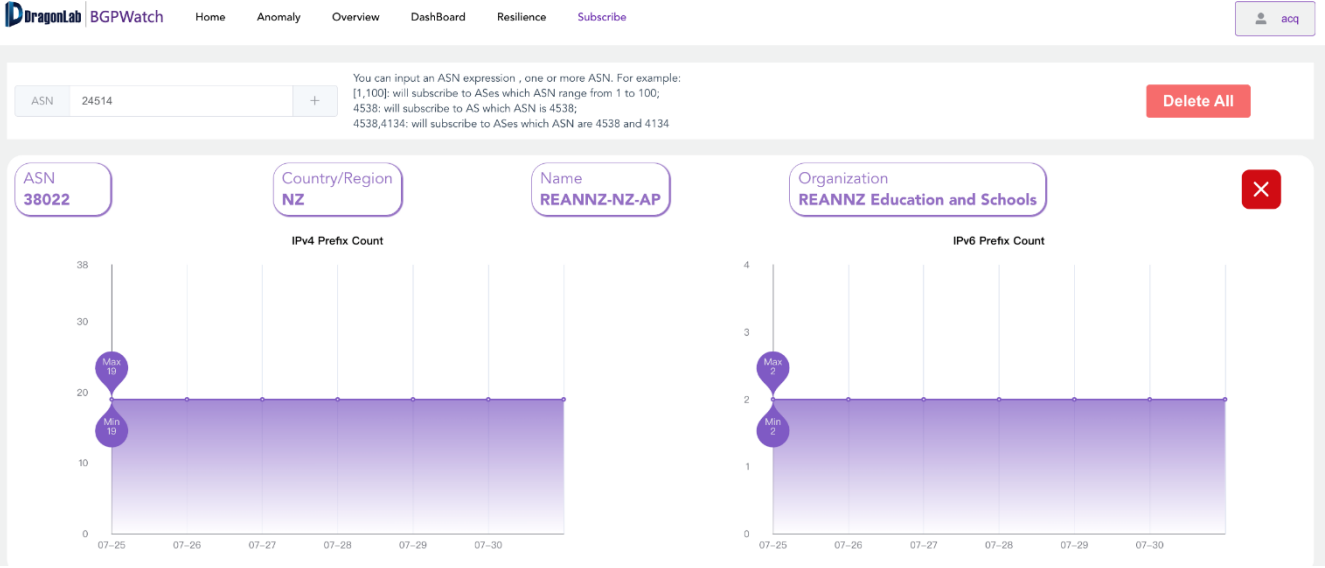 DragonLab BGPWatch Home Anomaly Overview DashBoard Resilience Subscribe acq
ASN 24514 +
You can input an ASN expression , one or more ASN. For example:
[1,100]: will subscribe to ASes which ASN range from 1 to 100;
4538: will subscribe to AS which ASN is 4538;
4538,4134: will subscribe to ASes which ASN are 4538 and 4134
Delete All
ASN
38022
Country/Region
NZ
Name
REANNZ-NZ-AP
Organization
REANNZ Education and Schools
IPv4 Prefix Count
38
30
20
10
0
Max
19
Min
19
07-25 07-26 07-27 07-28 07-29 07-30
IPv6 Prefix Count
4
3
2
1
0
Max
2
Min
2
07-25 07-26 07-27 07-28 07-29 07-30